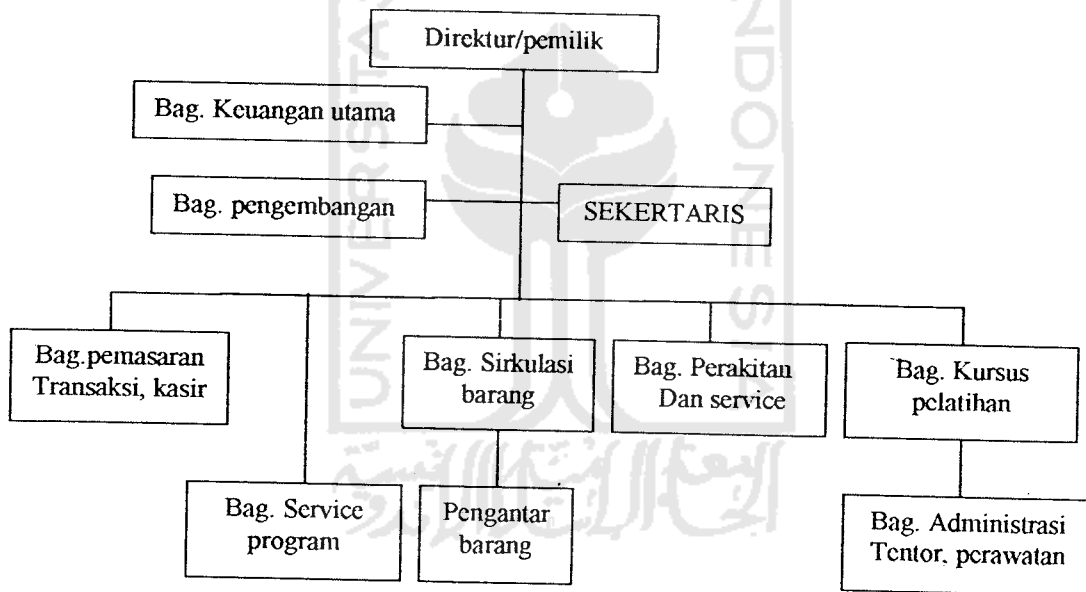 Direktur/pemilik
Bag. Keuangan utama
Bag. pengembangan
SEKERTARIS
Bag.pemasaran
Transaksi, kasir
Bag. Sirkulasi
barang
Bag. Perakitan
Dan service
Bag. Kursus
pelatihan
Bag. Service
program
Pengantar
barang
Bag. Administrasi
Tentor, perawatan